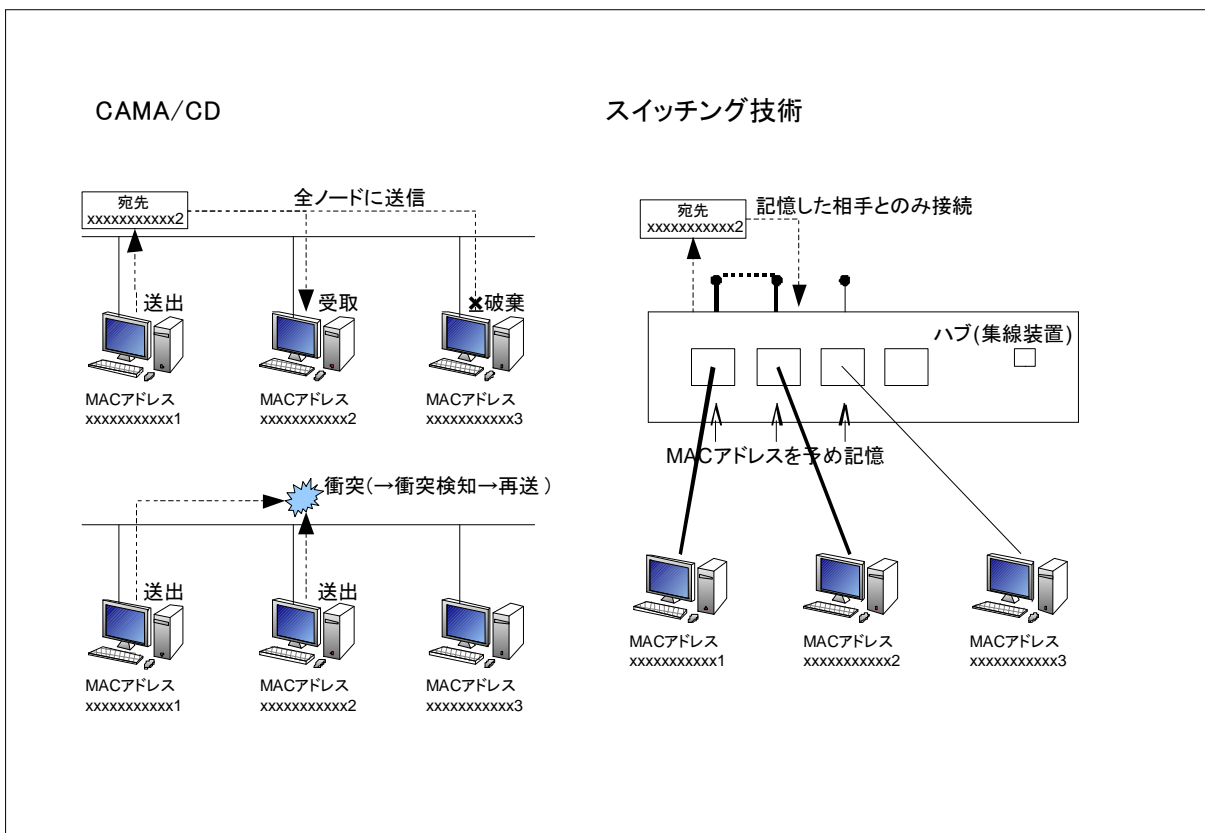 CAMA/CD
宛先
xxxxxxxxxxx2
全ノードに送信
送出
受取
破棄
MACアドレス
xxxxxxxxxxx1
MACアドレス
xxxxxxxxxxx2
MACアドレス
xxxxxxxxxxx3
衝突(→衝突検知→再送)
送出
送出
MACアドレス
xxxxxxxxxxx1
MACアドレス
xxxxxxxxxxx2
MACアドレス
xxxxxxxxxxx3
スイッチング技術
宛先
xxxxxxxxxxx2
記憶した相手とのみ接続
ハブ(集線装置)
MACアドレスを予め記憶
MACアドレス
xxxxxxxxxxx1
MACアドレス
xxxxxxxxxxx2
MACアドレス
xxxxxxxxxxx3